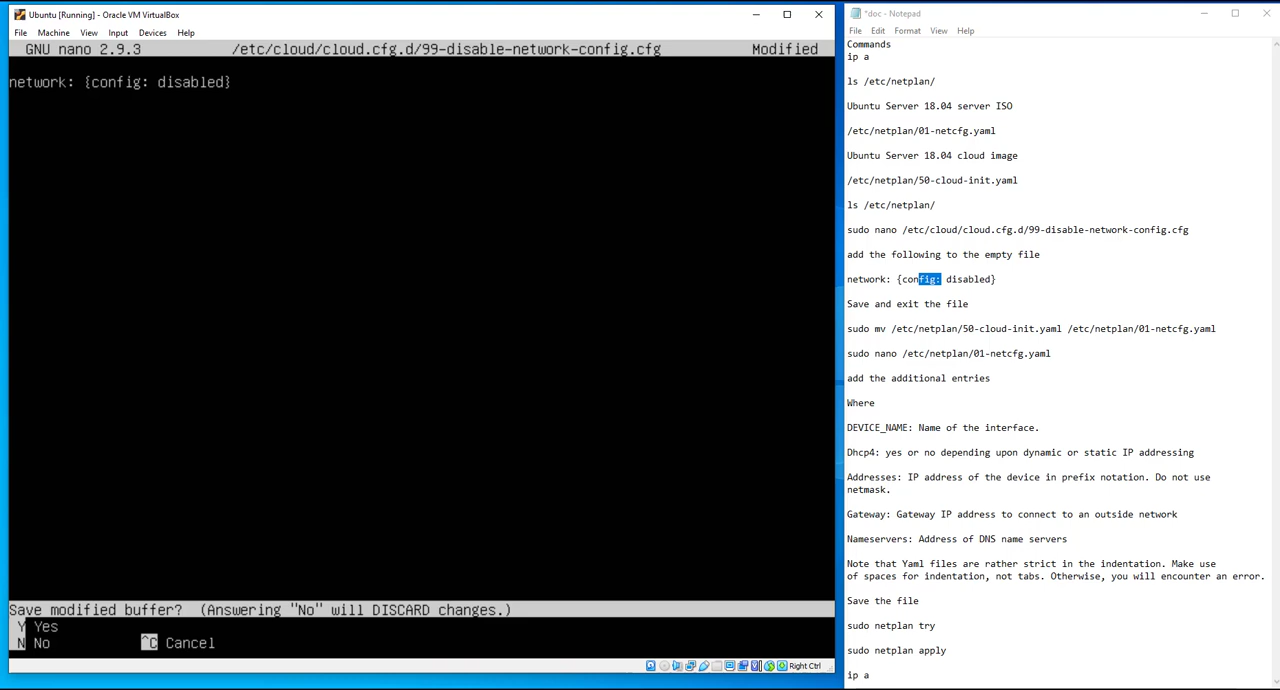 Ubuntu [Running] - Oracle VM VirtualBox
File Machine View Input Devices Help
GNU nano 2.9.3 /etc/cloud/cloud.cfg.d/99-disable-network-config.cfg Modified
network: {config: disabled}
Save modified buffer? (Answering "No" will DISCARD changes.)
Y Yes
N No ^C Cancel
Right Ctrl
*doc - Notepad
File Edit Format View Help
Commands
ip a
ls /etc/netplan/
Ubuntu Server 18.04 server ISO
/etc/netplan/01-netcfg.yaml
Ubuntu Server 18.04 cloud image
/etc/netplan/50-cloud-init.yaml
ls /etc/netplan/
sudo nano /etc/cloud/cloud.cfg.d/99-disable-network-config.cfg
add the following to the empty file
network: {config: disabled}
Save and exit the file
sudo mv /etc/netplan/50-cloud-init.yaml /etc/netplan/01-netcfg.yaml
sudo nano /etc/netplan/01-netcfg.yaml
add the additional entries
Where
DEVICE_NAME: Name of the interface.
Dhcp4: yes or no depending upon dynamic or static IP addressing
Addresses: IP address of the device in prefix notation. Do not use
netmask.
Gateway: Gateway IP address to connect to an outside network
Nameservers: Address of DNS name servers
Note that Yaml files are rather strict in the indentation. Make use
of spaces for indentation, not tabs. Otherwise, you will encounter an error.
Save the file
sudo netplan try
sudo netplan apply
ip a